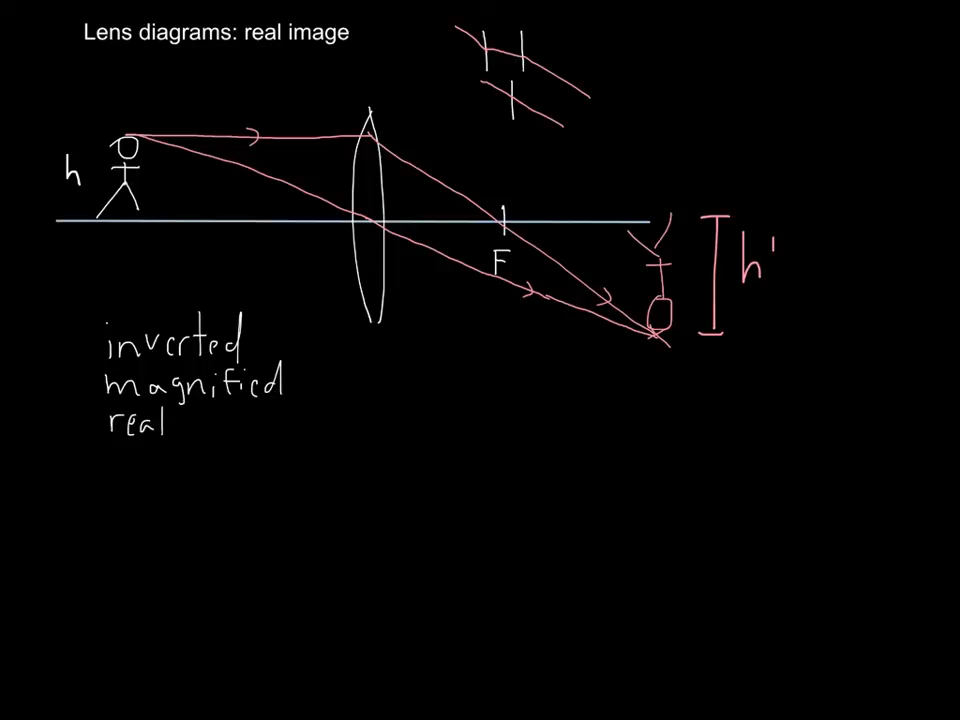 Lens diagrams: real image
h
F
h'
inverted
magnified
real